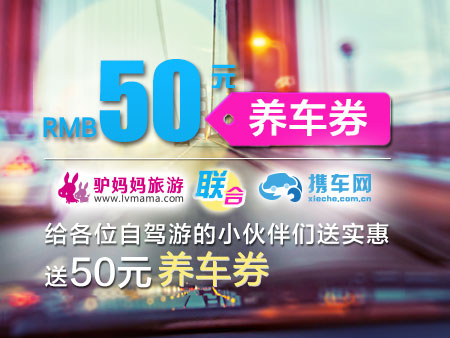 RMB 50元 养车券
驴妈妈旅游 联合 携车网
www.lvmama.com xieche.com.cn
给各位自驾游的小伙伴们送实惠
送50元养车券